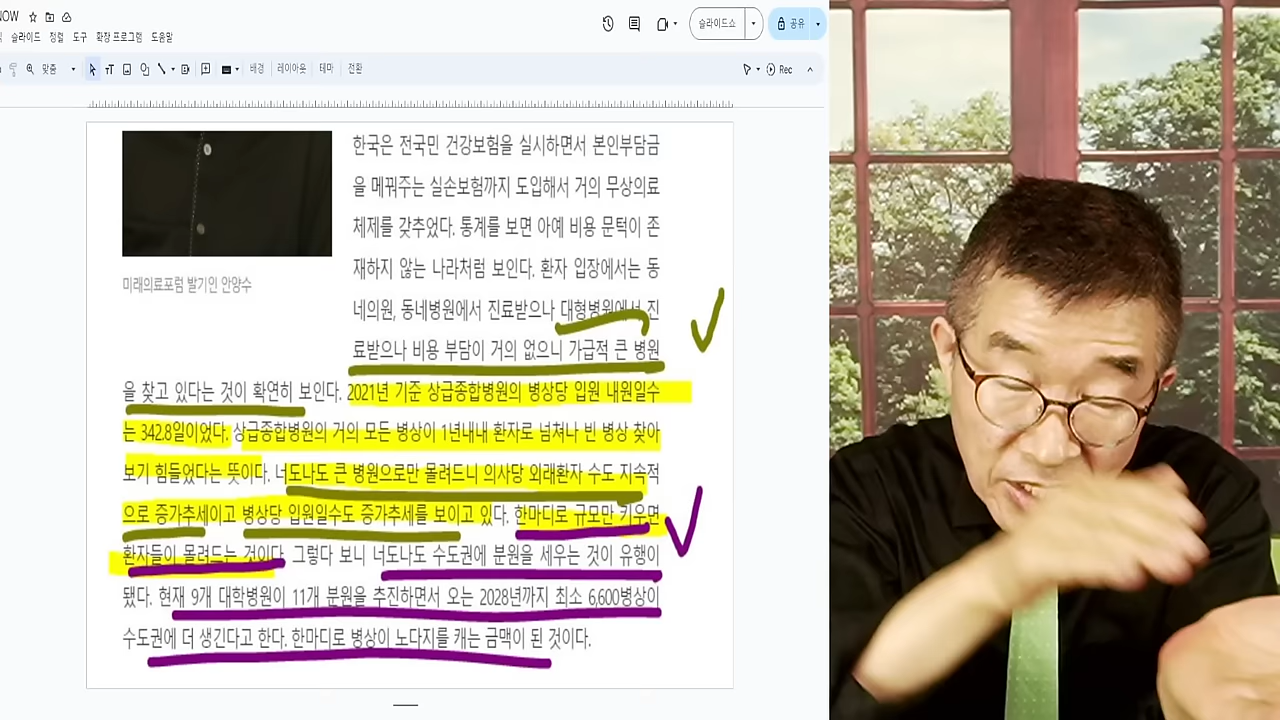 NOW
슬라이드 정렬 도구 확장 프로그램 도움말
슬라이드쇼
공유
맞춤
배경 레이아웃 테마 전환
Rec
한국은 전국민 건강보험을 실시하면서 본인부담금
을 메꿔주는 실손보험까지 도입해서 거의 무상의료
체제를 갖추었다. 통계를 보면 아예 비용 문턱이 존
재하지 않는 나라처럼 보인다. 환자 입장에서는 동
네의원, 동네병원에서 진료받으나 대형병원에서 진
료받으나 비용 부담이 거의 없으니 가급적 큰 병원
미래의료포럼 발기인 안양수
을 찾고 있다는 것이 확연히 보인다. 2021년 기준 상급종합병원의 병상당 입원 내원일수
는 342.8일이었다. 상급종합병원의 거의 모든 병상이 1년내내 환자로 넘쳐나 빈 병상 찾아
보기 힘들었다는 뜻이다. 너도나도 큰 병원으로만 몰려드니 의사당 외래환자 수도 지속적
으로 증가추세이고 병상당 입원일수도 증가추세를 보이고 있다. 한마디로 규모만 키우면
환자들이 몰려드는 것이다. 그렇다 보니 너도나도 수도권에 분원을 세우는 것이 유행이
됐다. 현재 9개 대학병원이 11개 분원을 추진하면서 오는 2028년까지 최소 6,600병상이
수도권에 더 생긴다고 한다. 한마디로 병상이 노다지를 캐는 금맥이 된 것이다.